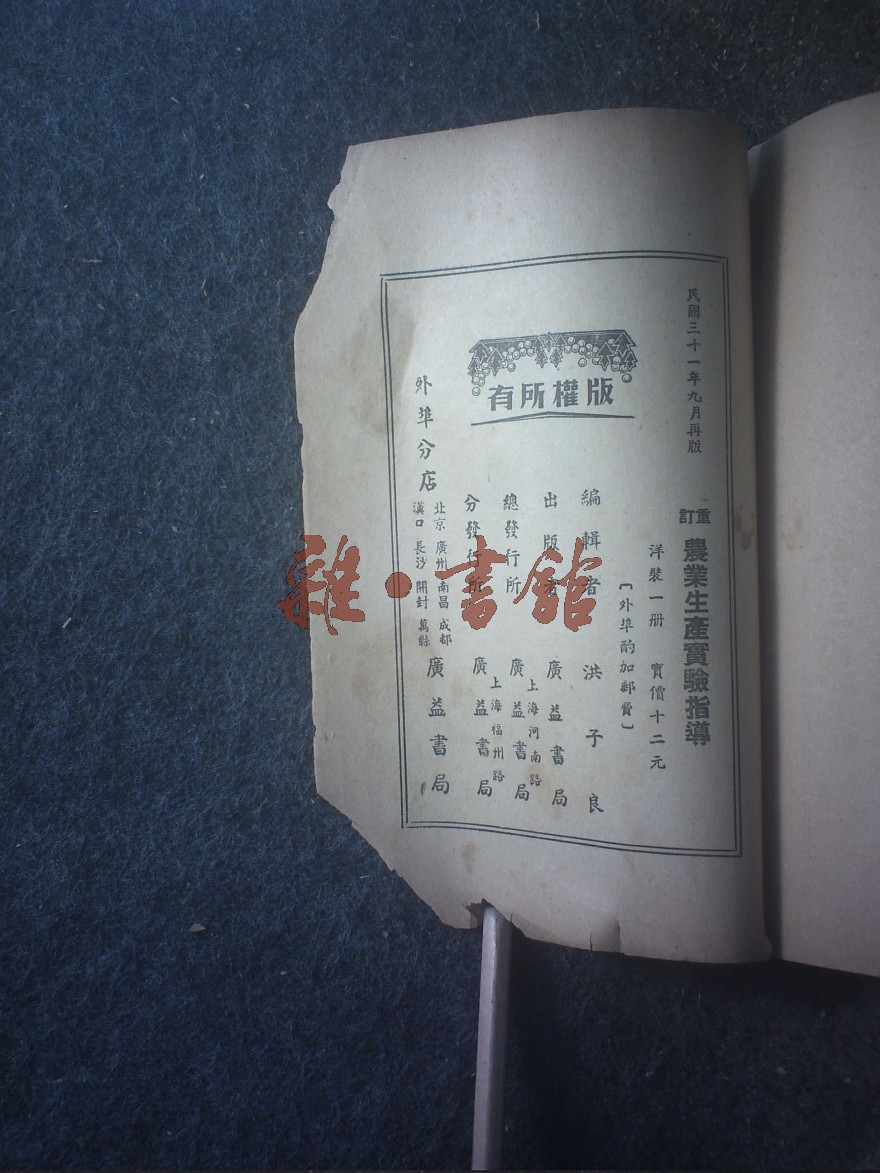 民國三十一年九月再版
重訂 農業生產實驗指導
洋裝一册 實價十二元
〔外埠酌加郵費〕
版權所有
編輯者 洪子良
出版者 廣益書局
總發行所 上海河南路 廣益書局
分發行所 上海福州路 廣益書局
外埠分店 北京 廣州 南昌 成都 漢口 長沙 開封 萬縣 廣益書局
雜·書館